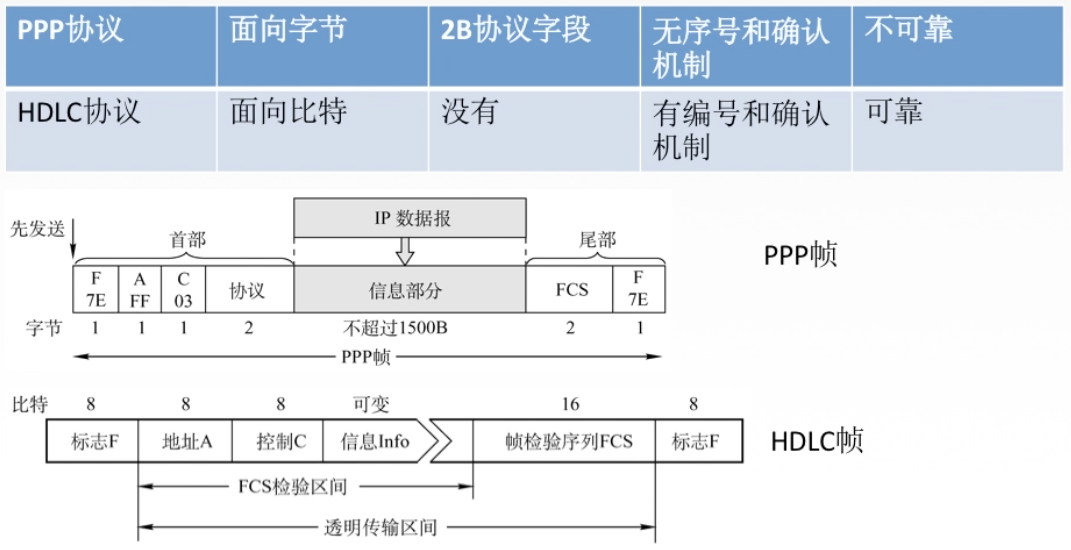 PPP协议 面向字节 2B协议字段 无序号和确认机制 不可靠
HDLC协议 面向比特 没有 有编号和确认机制 可靠
IP 数据报
先发送
首部 尾部
PPP帧
F 7E A FF C 03 协议 信息部分 FCS F 7E
字节 1 1 1 2 不超过1500B 2 1
PPP帧
比特 8 8 8 可变 16 8
标志F 地址A 控制C 信息Info 帧检验序列FCS 标志F
HDLC帧
FCS检验区间
透明传输区间